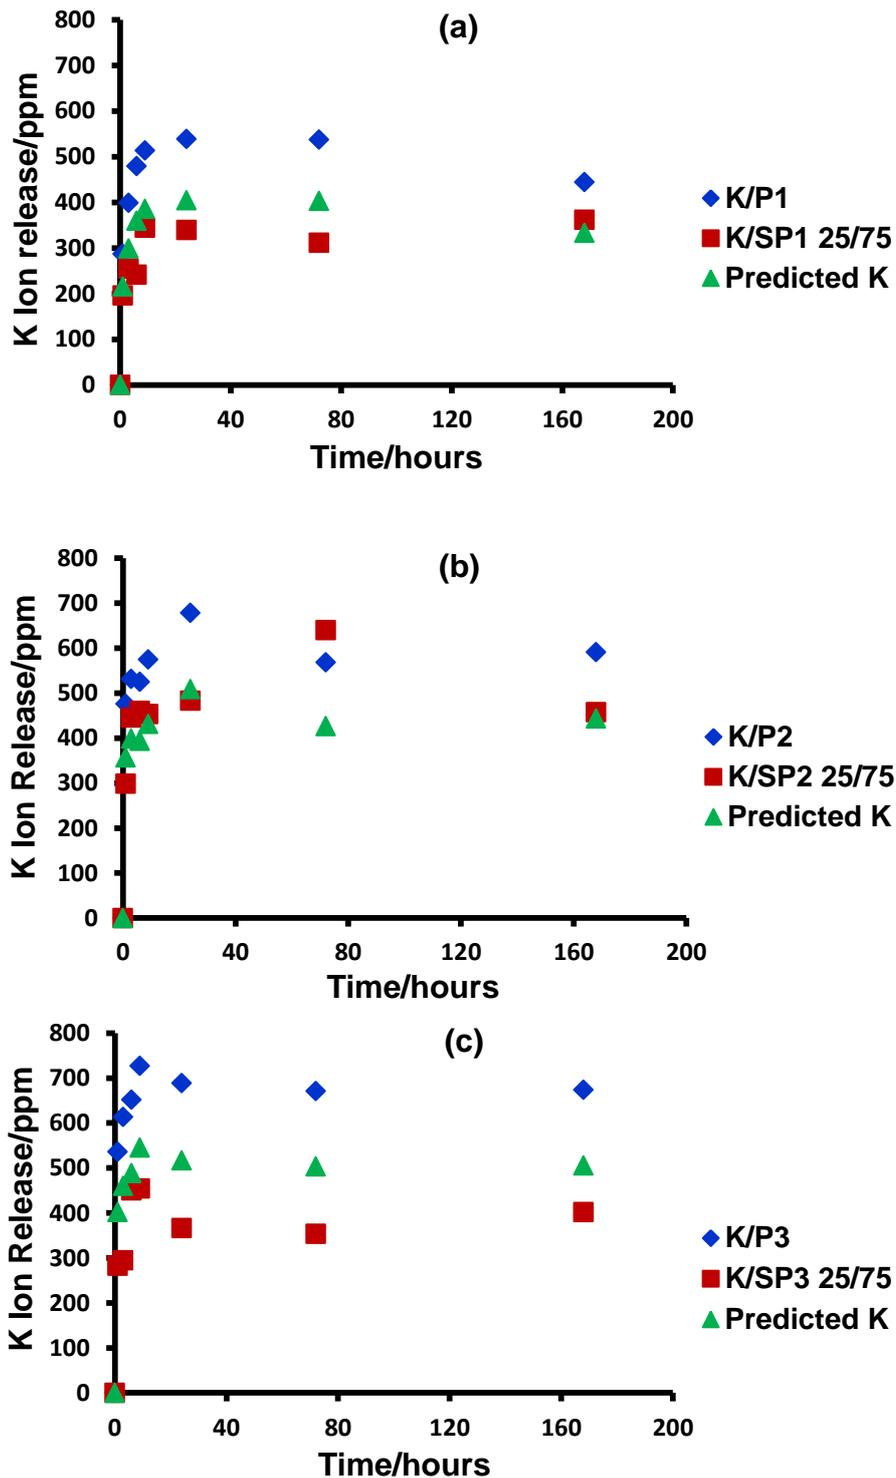 (a)
800
700
600
500
400
300
200
100
0
K Ion release/ppm
0 40 80 120 160 200
Time/hours
K/P1
K/SP1 25/75
Predicted K
(b)
800
700
600
500
400
300
200
100
0
K Ion Release/ppm
0 40 80 120 160 200
Time/hours
K/P2
K/SP2 25/75
Predicted K
(c)
800
700
600
500
400
300
200
100
0
K Ion Release/ppm
0 40 80 120 160 200
Time/hours
K/P3
K/SP3 25/75
Predicted K